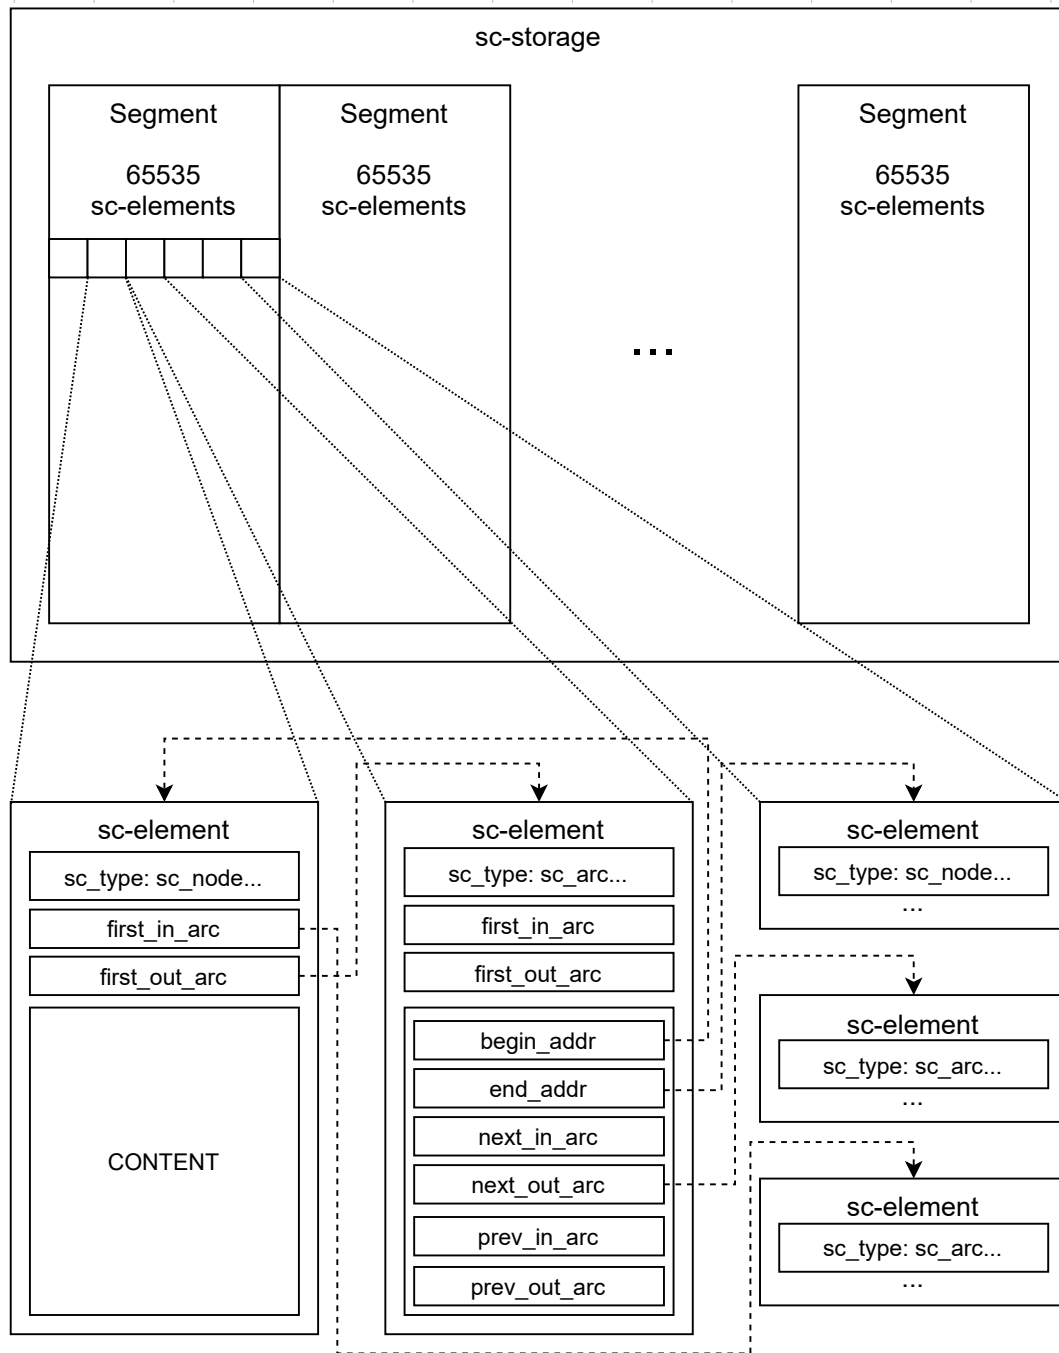 sc-storage
Segment
65535
sc-elements
Segment
65535
sc-elements
...
Segment
65535
sc-elements
sc-element
sc_type: sc_node...
first_in_arc
first_out_arc
CONTENT
sc-element
sc_type: sc_arc...
first_in_arc
first_out_arc
begin_addr
end_addr
next_in_arc
next_out_arc
prev_in_arc
prev_out_arc
sc-element
sc_type: sc_node...
...
sc-element
sc_type: sc_arc...
...
sc-element
sc_type: sc_arc...
...